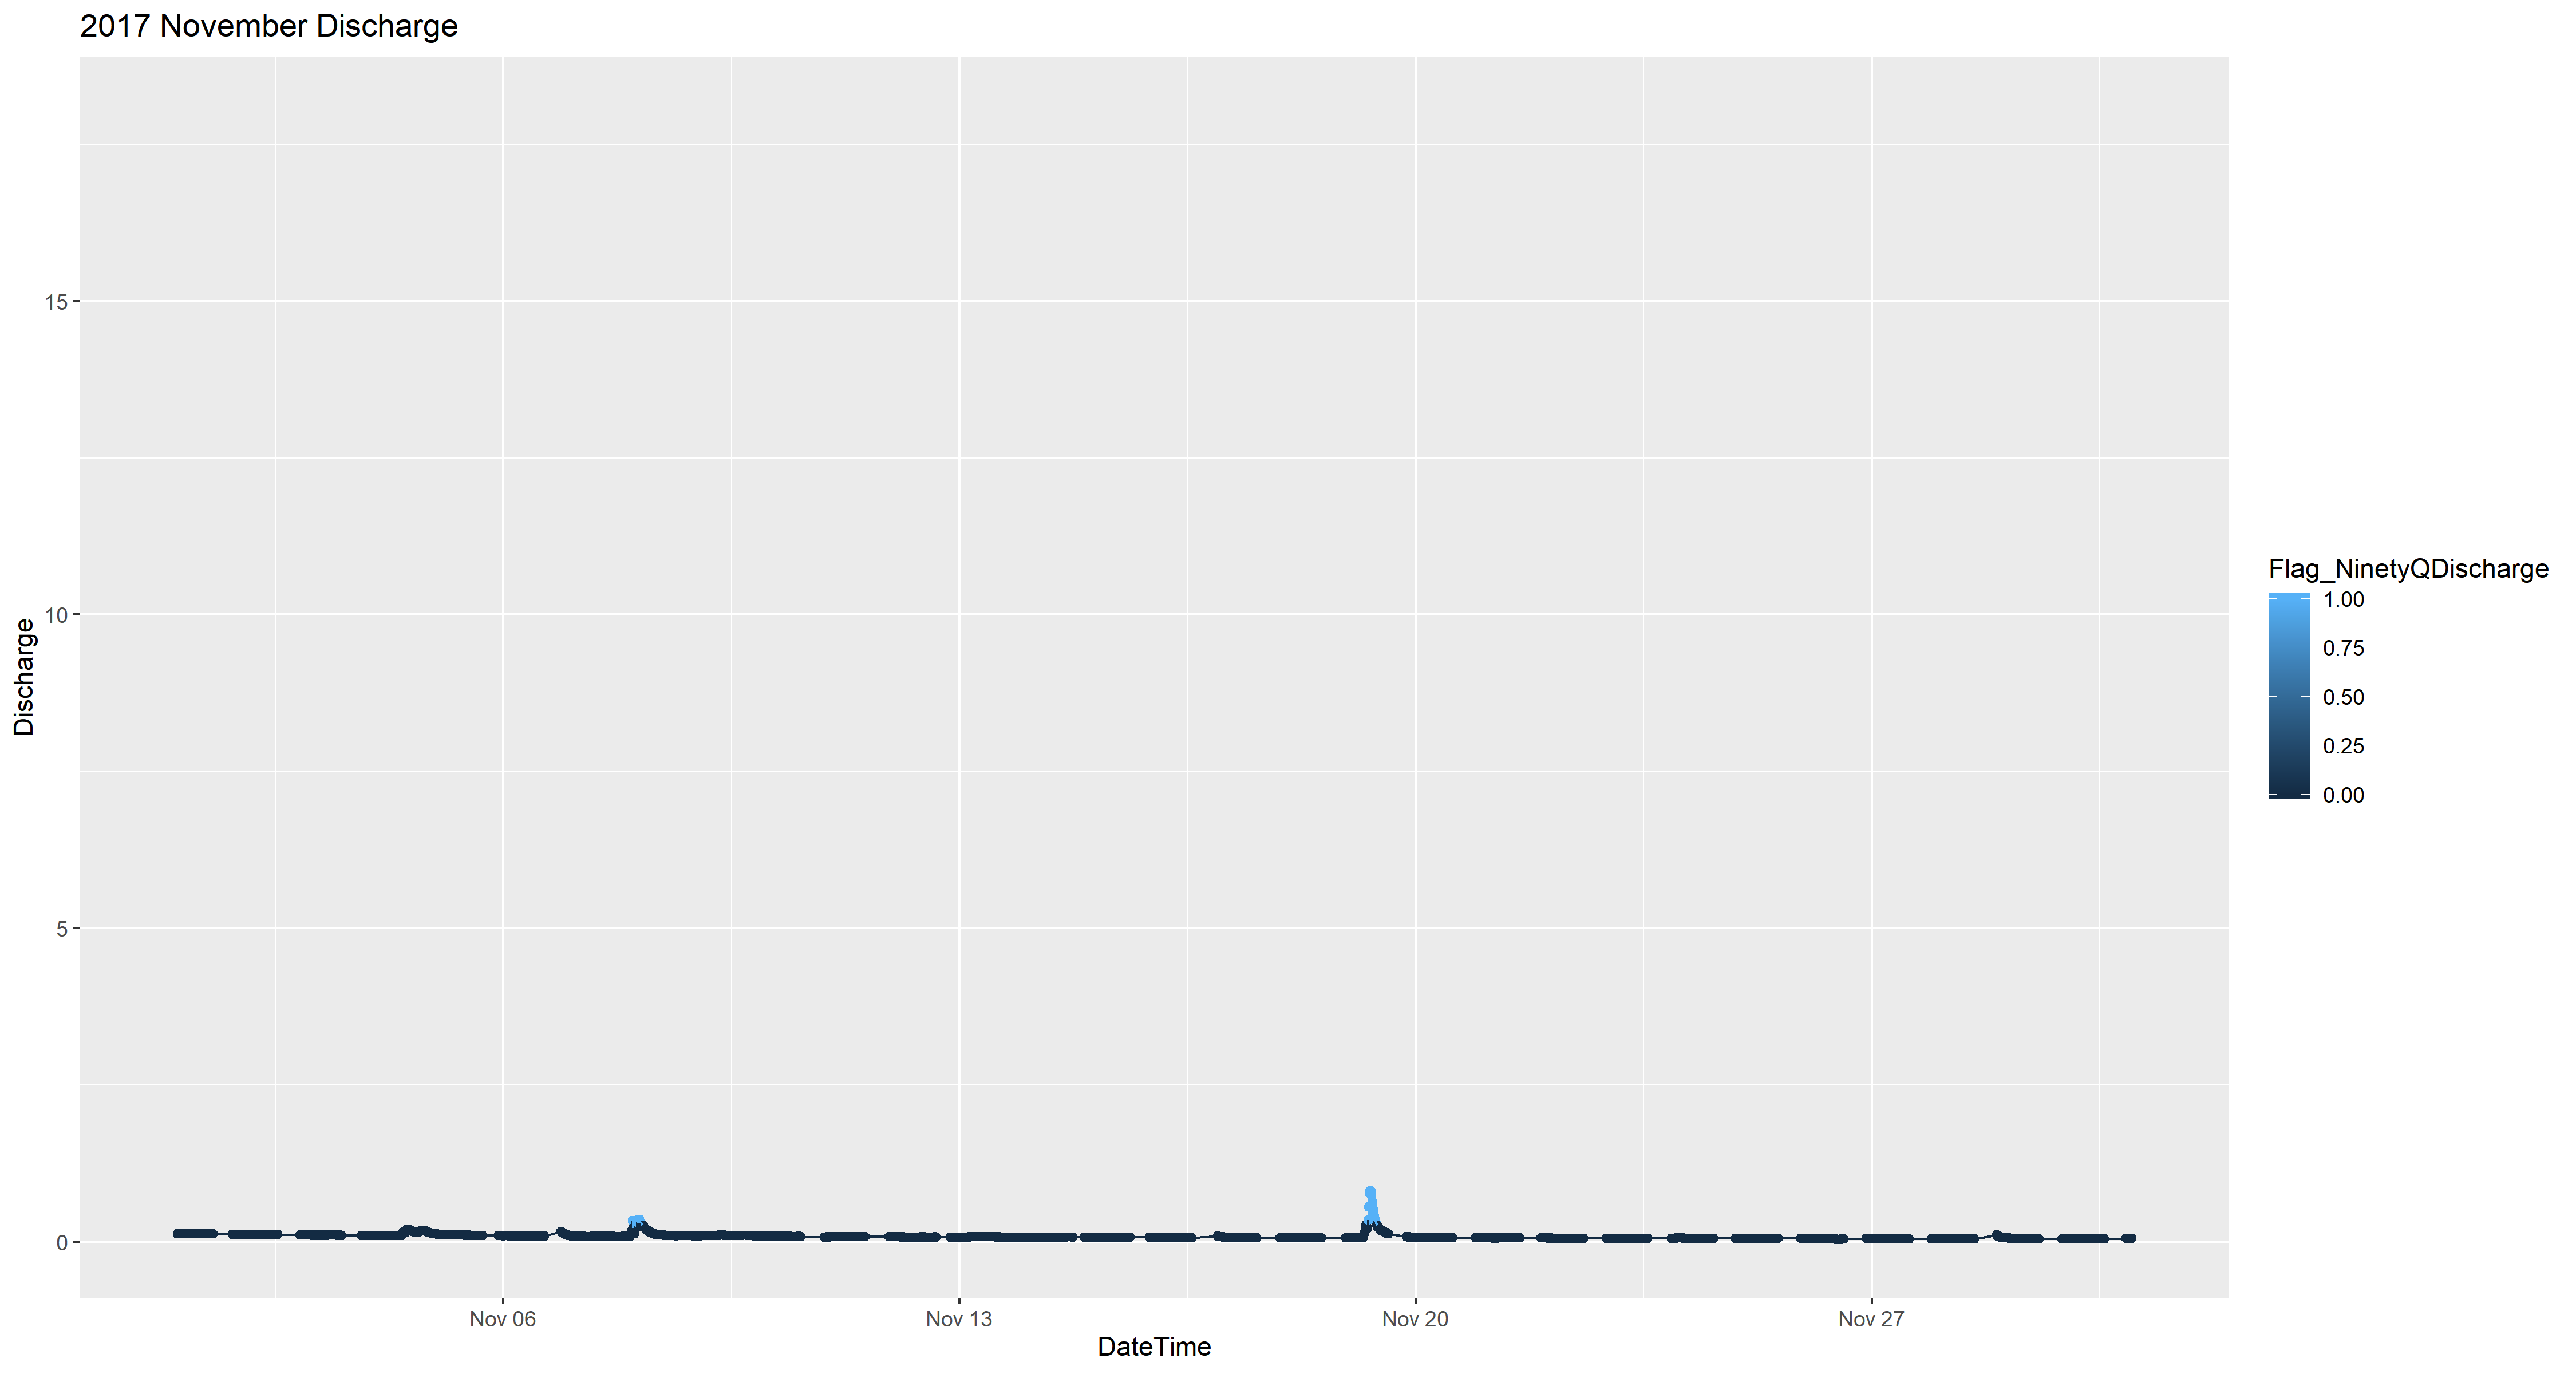 2017 November Discharge
15
10
5
0
Discharge
Nov 06
Nov 13
Nov 20
Nov 27
DateTime
Flag_NinetyQDischarge
1.00
0.75
0.50
0.25
0.00